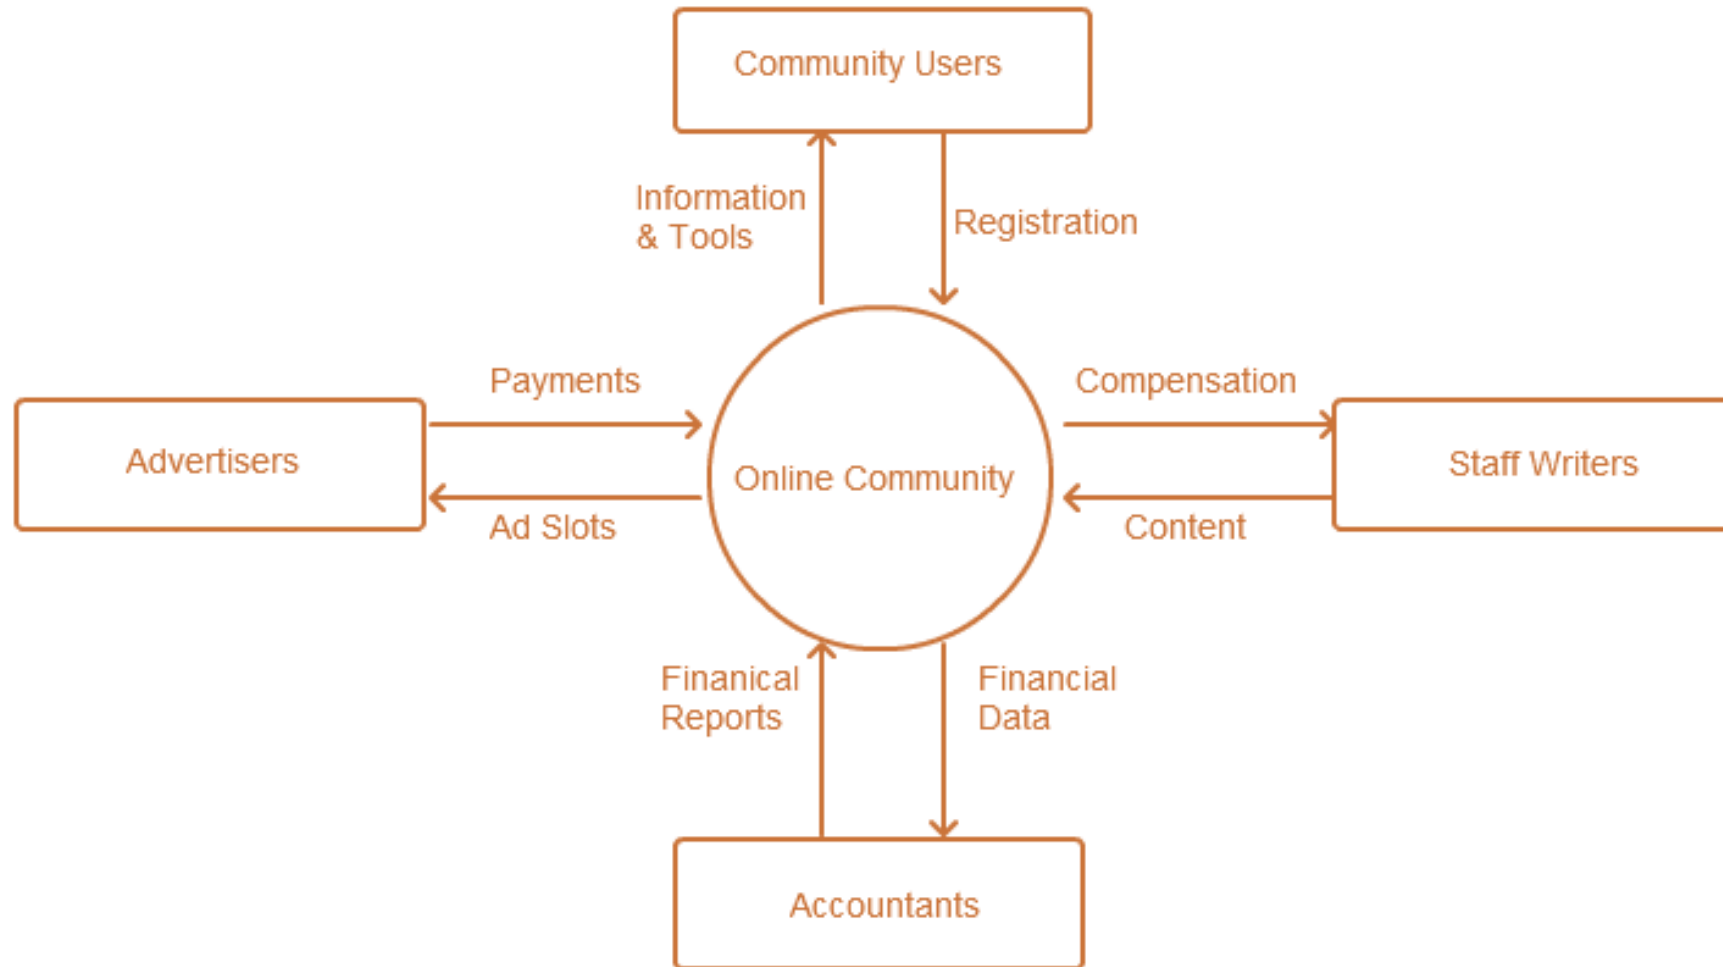 Community Users
Information
& Tools
Registration
Payments
Compensation
Advertisers
Online Community
Staff Writers
Ad Slots
Content
Finanical
Reports
Financial
Data
Accountants